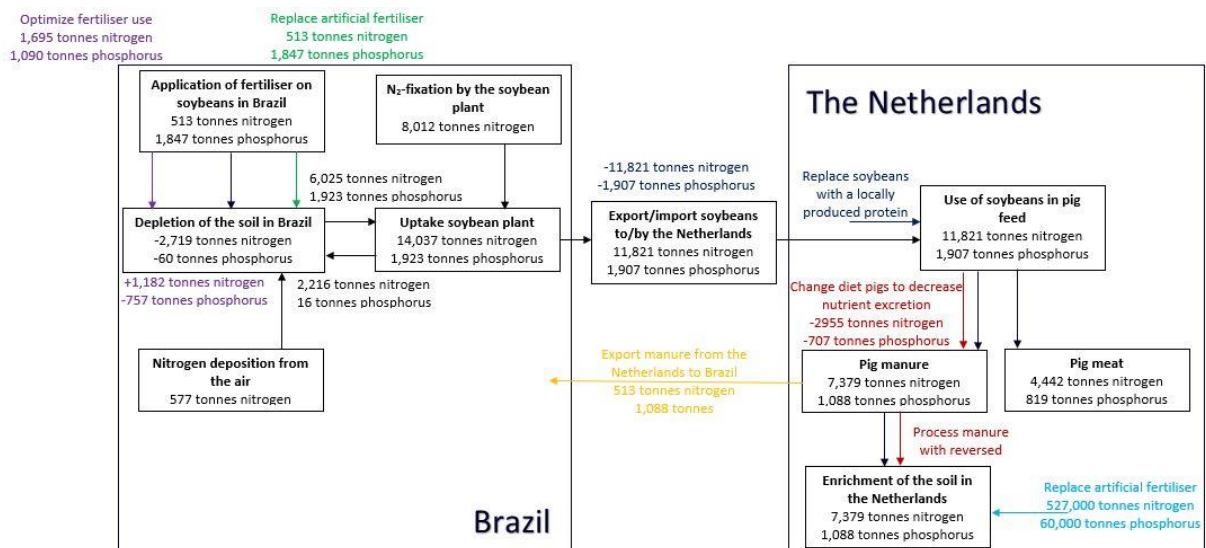 Optimize fertiliser use
1,695 tonnes nitrogen
1,090 tonnes phosphorus
Replace artificial fertiliser
513 tonnes nitrogen
1,847 tonnes phosphorus
Application of fertiliser on
soybeans in Brazil
513 tonnes nitrogen
1,847 tonnes phosphorus
N₂-fixation by the soybean
plant
8,012 tonnes nitrogen
6,025 tonnes nitrogen
1,923 tonnes phosphorus
Depletion of the soil in Brazil
-2,719 tonnes nitrogen
-60 tonnes phosphorus
Uptake soybean plant
14,037 tonnes nitrogen
1,923 tonnes phosphorus
+1,182 tonnes nitrogen
-757 tonnes phosphorus
2,216 tonnes nitrogen
16 tonnes phosphorus
Nitrogen deposition from
the air
577 tonnes nitrogen
Brazil
-11,821 tonnes nitrogen
-1,907 tonnes phosphorus
Export/import soybeans
to/by the Netherlands
11,821 tonnes nitrogen
1,907 tonnes phosphorus
Export manure from the
Netherlands to Brazil
513 tonnes nitrogen
1,088 tonnes
The Netherlands
Replace soybeans
with a locally
produced protein
Use of soybeans in pig
feed
11,821 tonnes nitrogen
1,907 tonnes phosphorus
Change diet pigs to decrease
nutrient excretion
-2955 tonnes nitrogen
-707 tonnes phosphorus
Pig manure
7,379 tonnes nitrogen
1,088 tonnes phosphorus
Pig meat
4,442 tonnes nitrogen
819 tonnes phosphorus
Process manure
with reversed
Enrichment of the soil in
the Netherlands
7,379 tonnes nitrogen
1,088 tonnes phosphorus
Replace artificial fertiliser
527,000 tonnes nitrogen
60,000 tonnes phosphorus